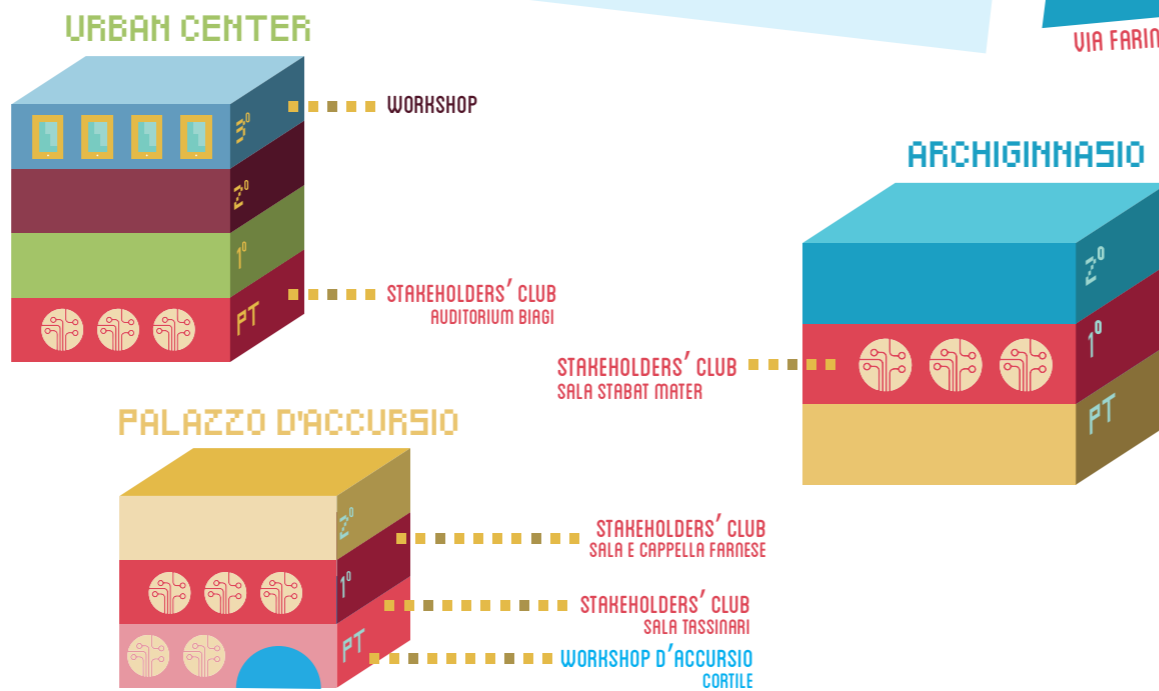 URBAN CENTER
VIA FARIN
3°
WORKSHOP
2°
1°
PT
STAKEHOLDERS' CLUB
AUDITORIUM BIAGI
ARCHIGINNASIO
2°
1°
PT
STAKEHOLDERS' CLUB
SALA STABAT MATER
PALAZZO D'ACCURSIO
2°
1°
PT
STAKEHOLDERS' CLUB
SALA E CAPPELLA FARNESE
STAKEHOLDERS' CLUB
SALA TASSINARI
WORKSHOP D'ACCURSIO
CORTILE